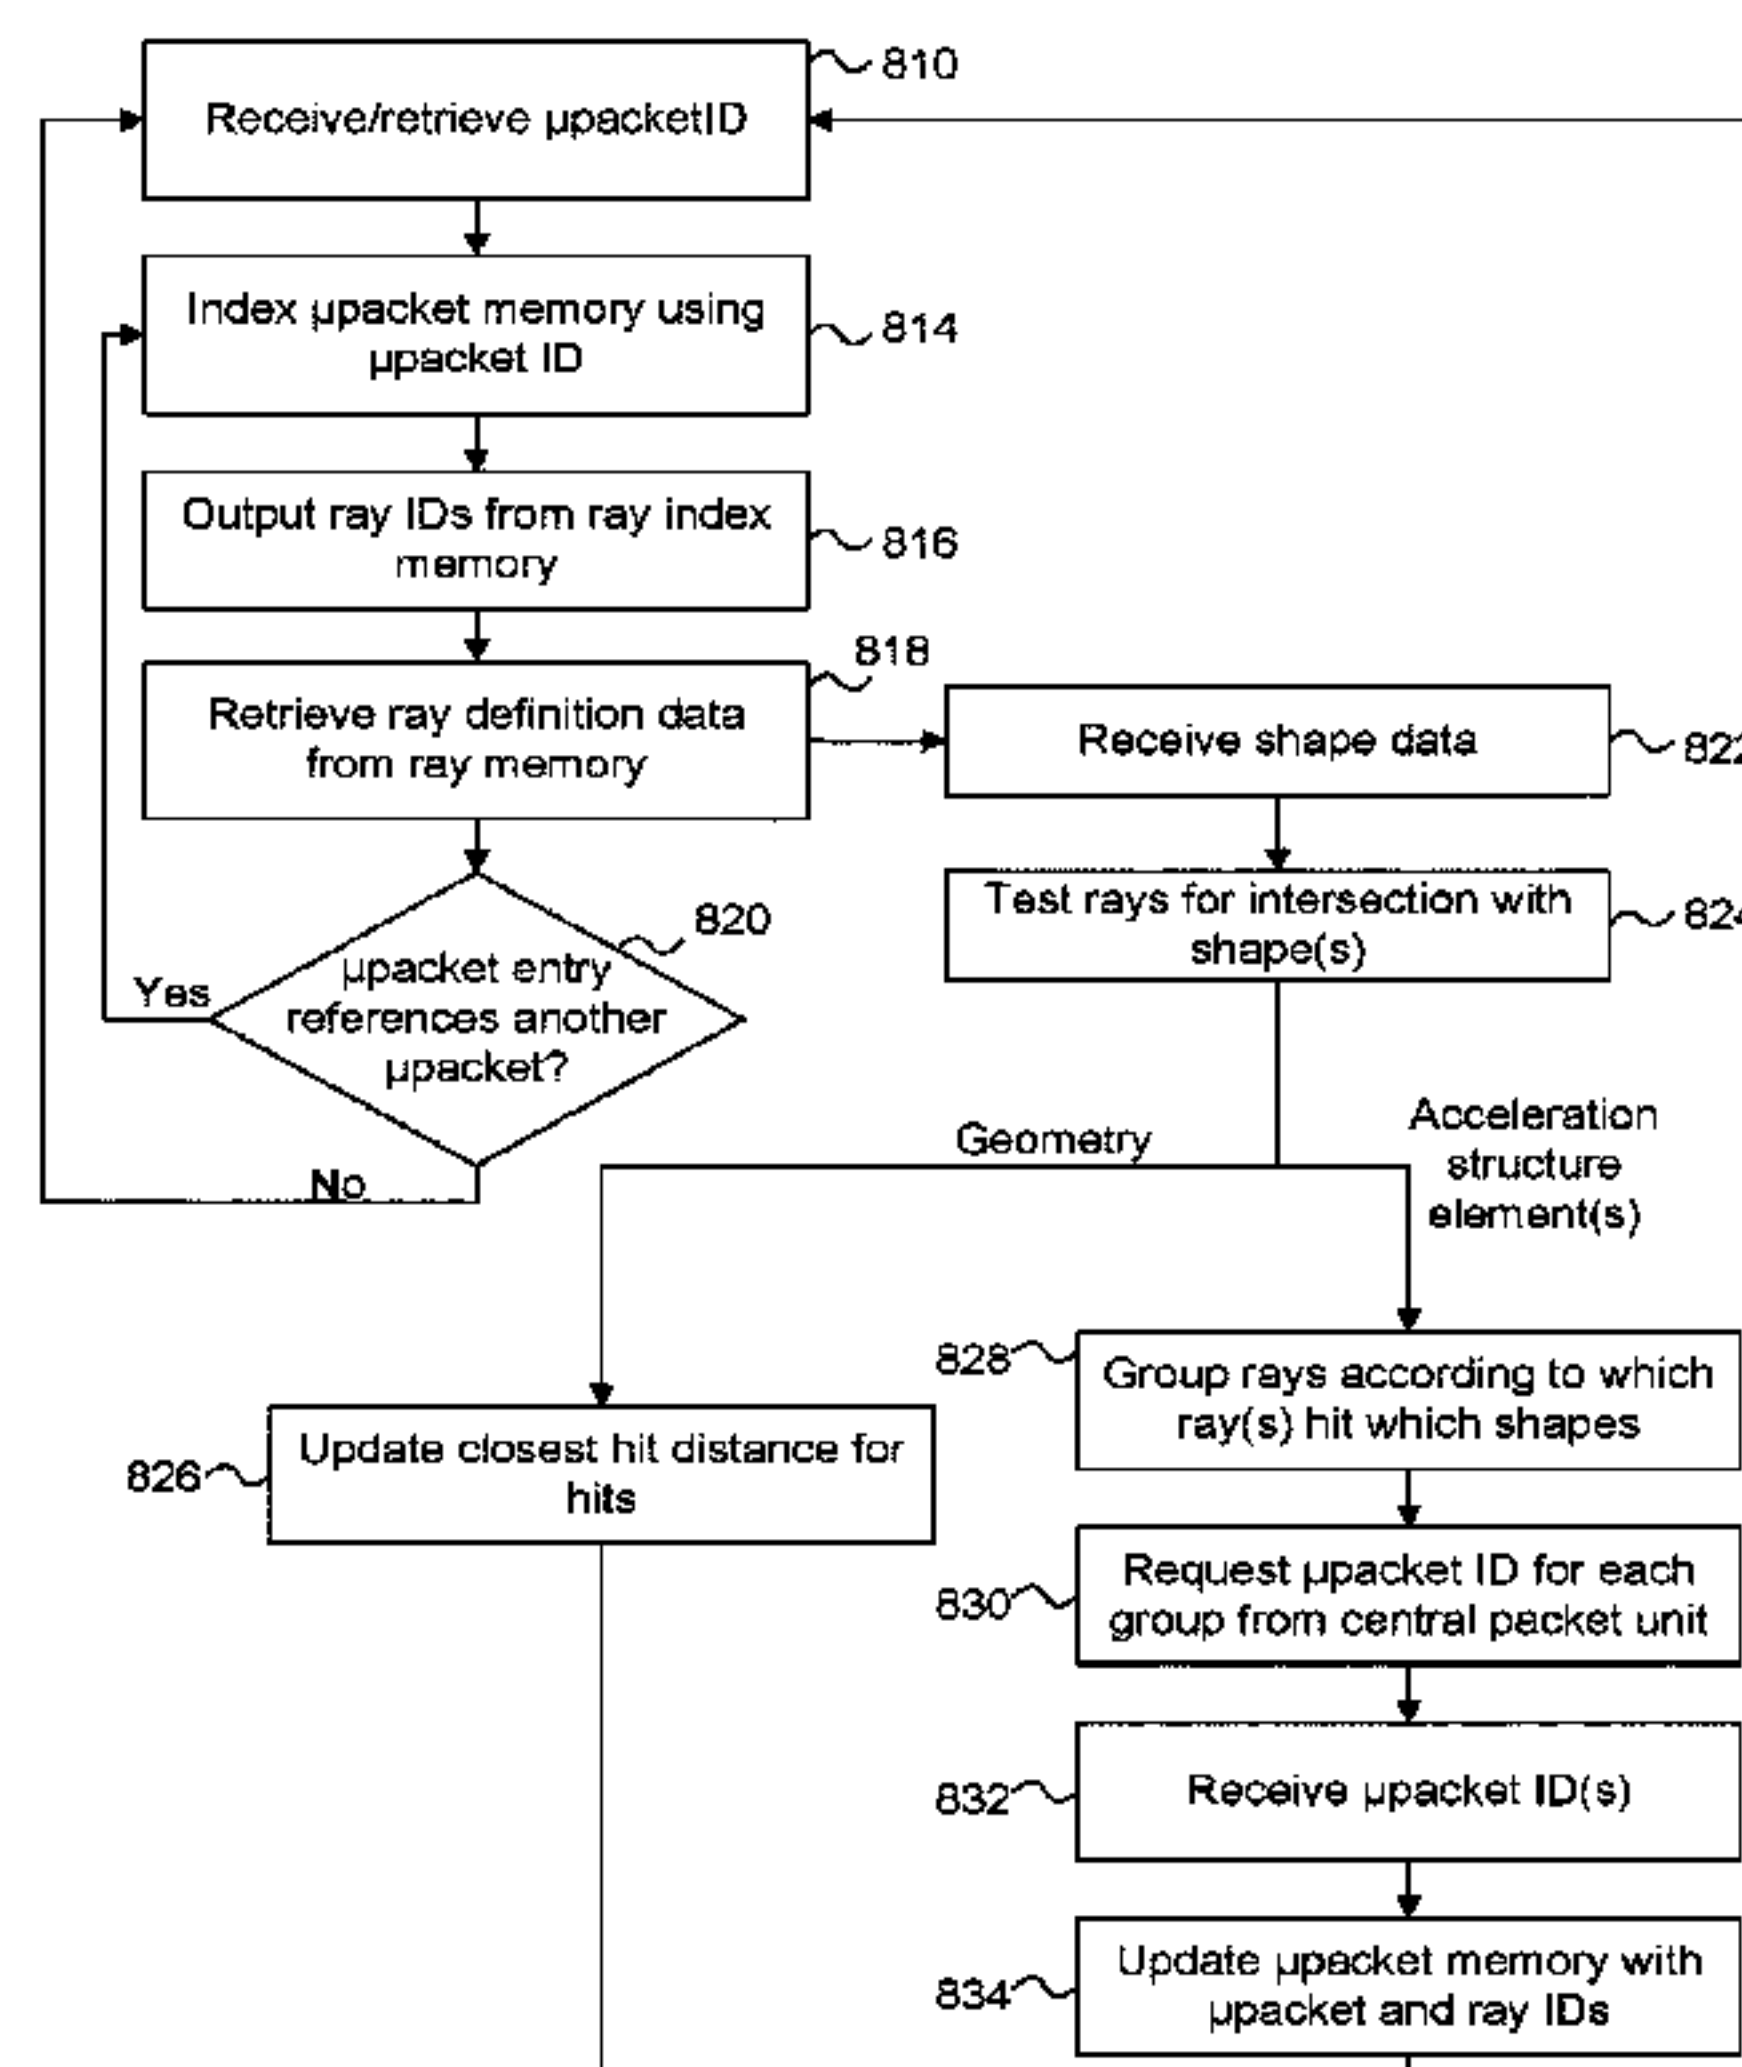 810
Receive/retrieve µpacketID
Index µpacket memory using
µpacket ID
814
Output ray IDs from ray index
memory
816
818
Retrieve ray definition data
from ray memory
Receive shape data
822
820
µpacket entry
references another
µpacket?
Yes
No
Test rays for intersection with
shape(s)
824
Geometry
Acceleration
structure
element(s)
826
Update closest hit distance for
hits
828
Group rays according to which
ray(s) hit which shapes
830
Request µpacket ID for each
group from central packet unit
832
Receive µpacket ID(s)
834
Update µpacket memory with
µpacket and ray IDs